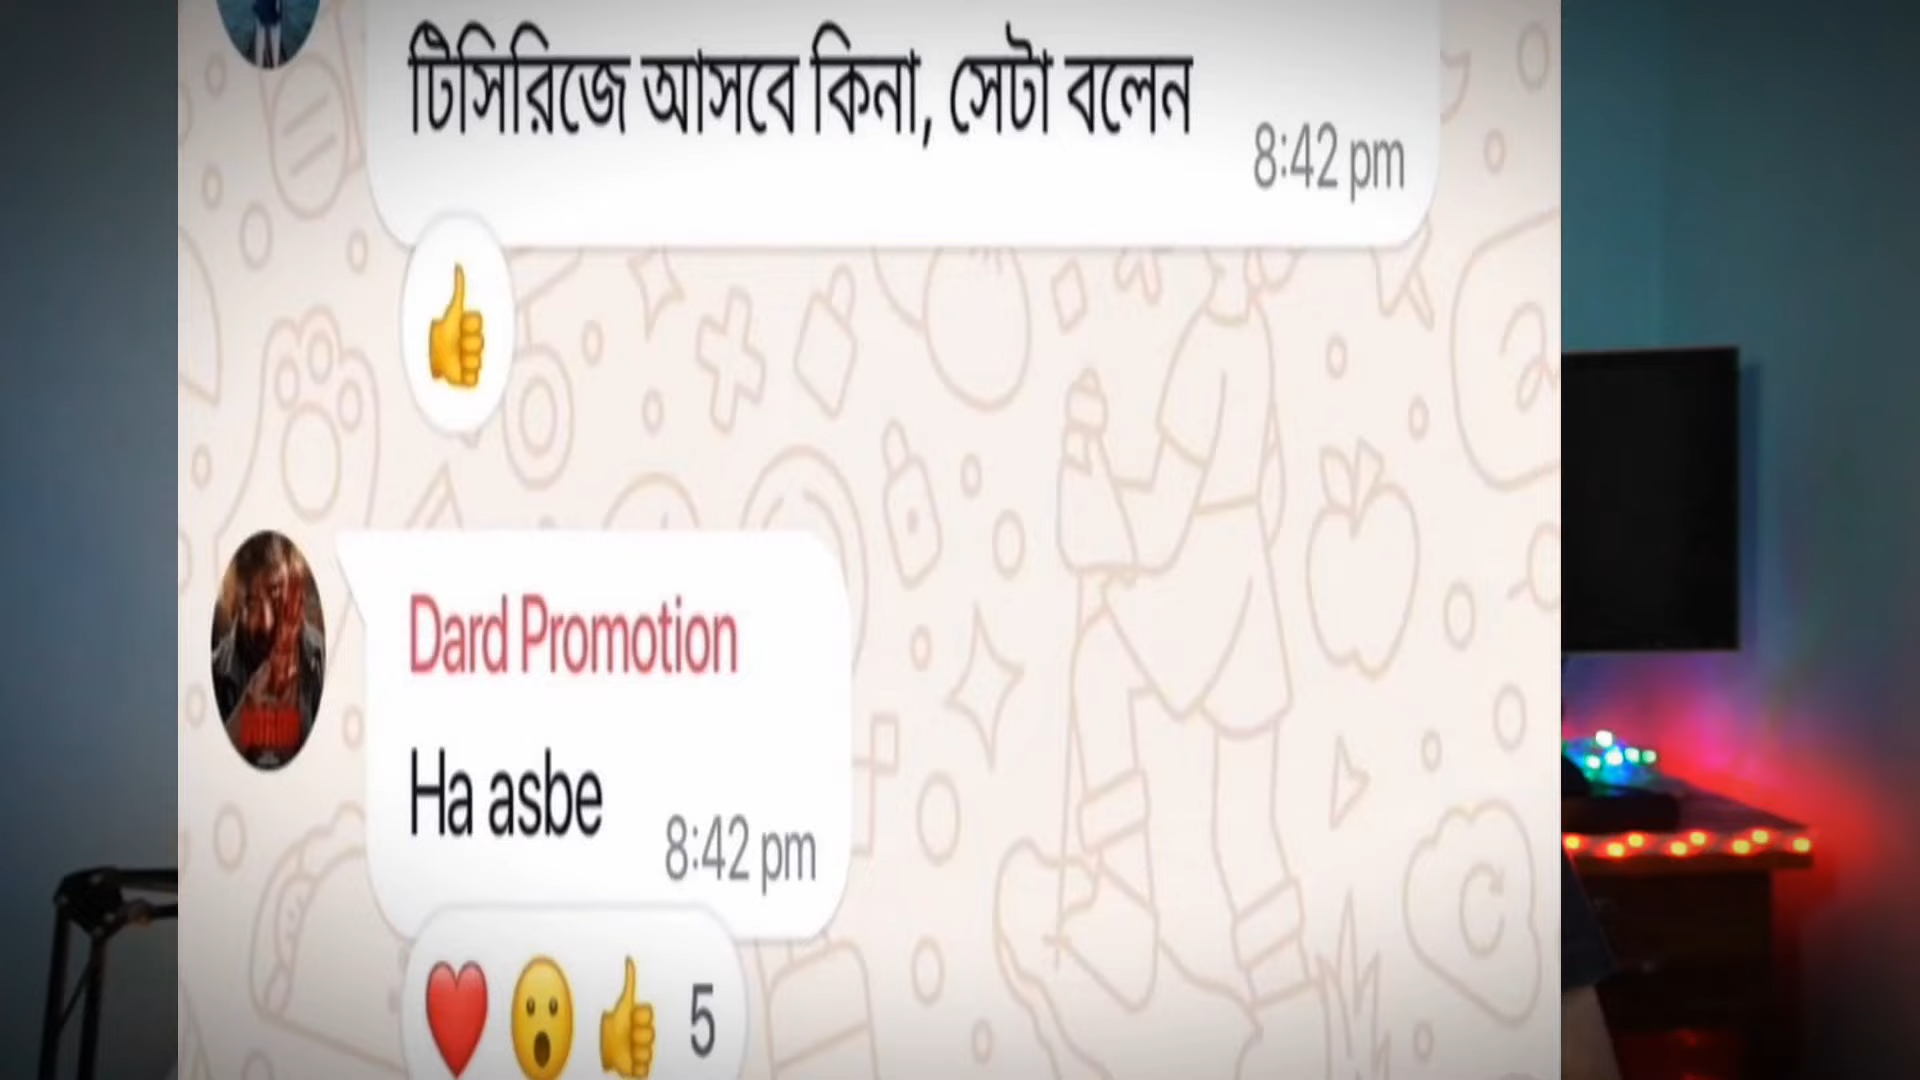 টিসিরিজে আসবে কিনা, সেটা বলেন
8:42 pm
Dard Promotion
Ha asbe
8:42 pm
5